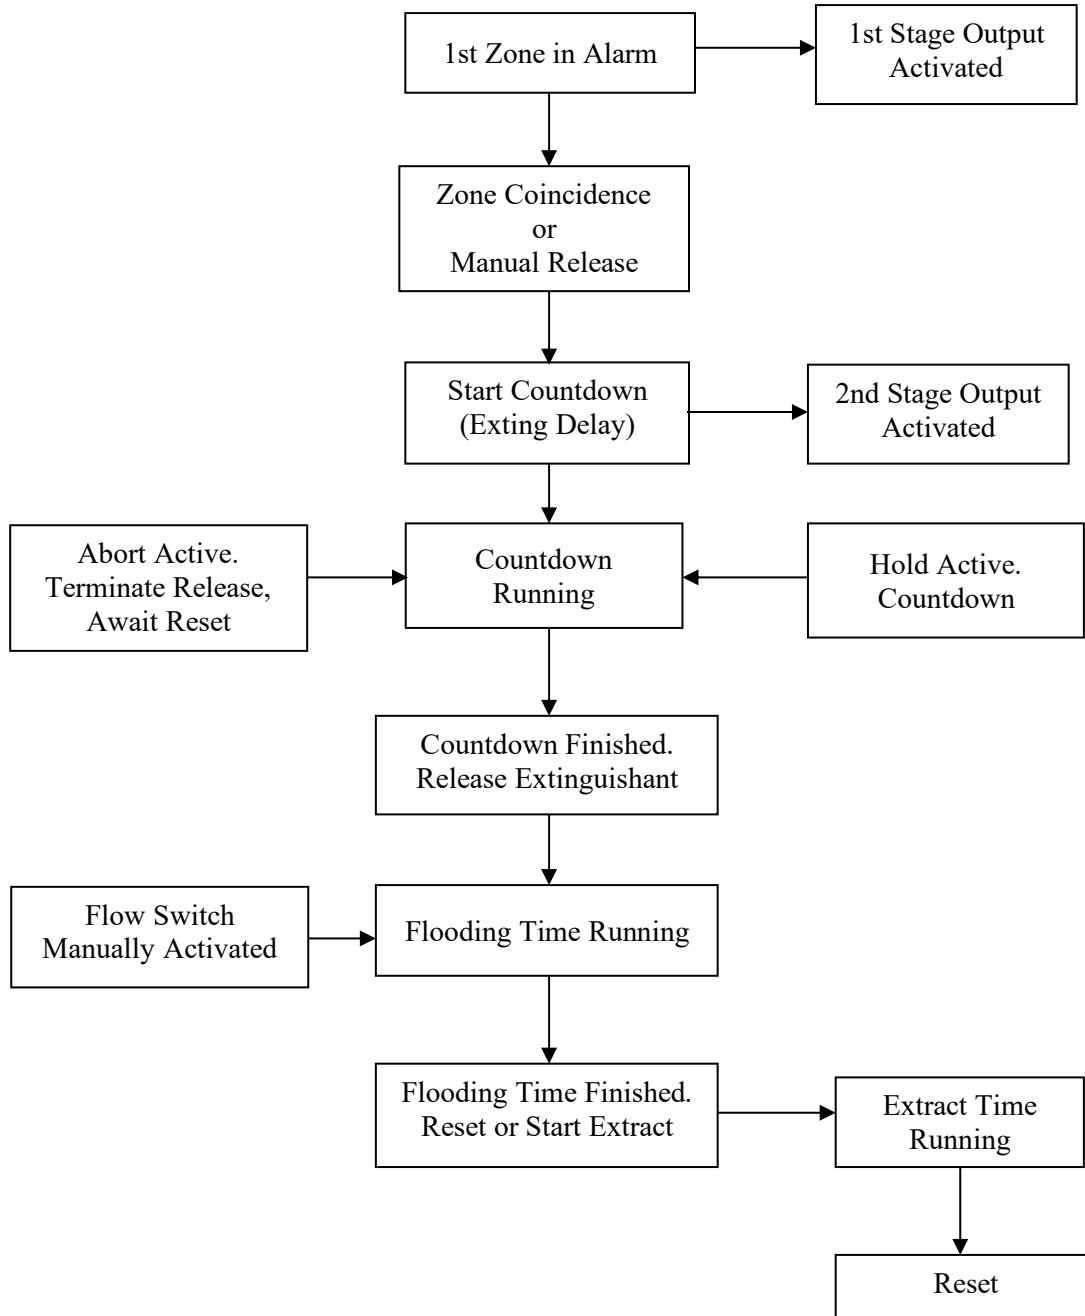 1st Zone in Alarm
1st Stage Output
Activated
Zone Coincidence
or
Manual Release
Start Countdown
(Exting Delay)
2nd Stage Output
Activated
Abort Active.
Terminate Release,
Await Reset
Countdown
Running
Hold Active.
Countdown
Countdown Finished.
Release Extinguishant
Flow Switch
Manually Activated
Flooding Time Running
Flooding Time Finished.
Reset or Start Extract
Extract Time
Running
Reset